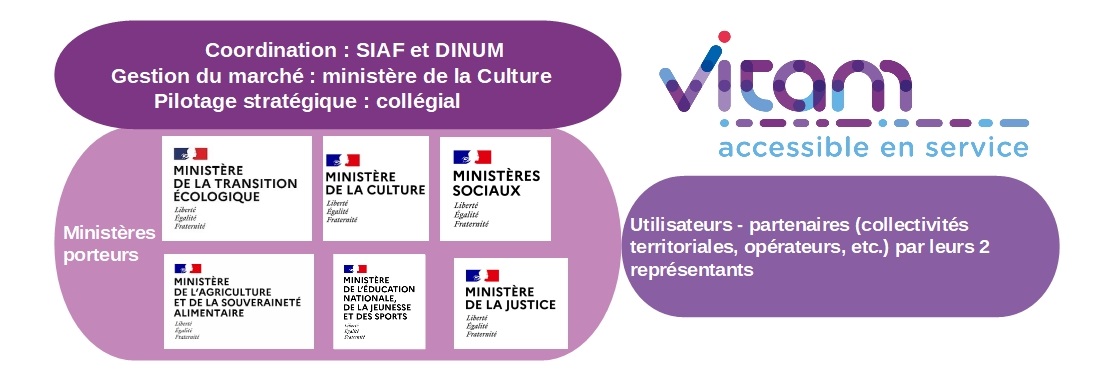 Coordination : SIAF et DINUM
Gestion du marché : ministère de la Culture
Pilotage stratégique : collégial
vitam
accessible en service
Ministères
porteurs
MINISTÈRE
DE LA TRANSITION
ÉCOLOGIQUE
Liberté
Égalité
Fraternité
MINISTÈRE
DE LA CULTURE
Liberté
Égalité
Fraternité
MINISTÈRES
SOCIAUX
Liberté
Égalité
Fraternité
MINISTÈRE
DE L'AGRICULTURE
ET DE LA SOUVERAINETÉ
ALIMENTAIRE
Liberté
Égalité
Fraternité
MINISTÈRE
DE L'ÉDUCATION
NATIONALE,
DE LA JEUNESSE
ET DES SPORTS
Liberté
Égalité
Fraternité
MINISTÈRE
DE LA JUSTICE
Liberté
Égalité
Fraternité
Utilisateurs - partenaires (collectivités
territoriales, opérateurs, etc.) par leurs 2
représentants